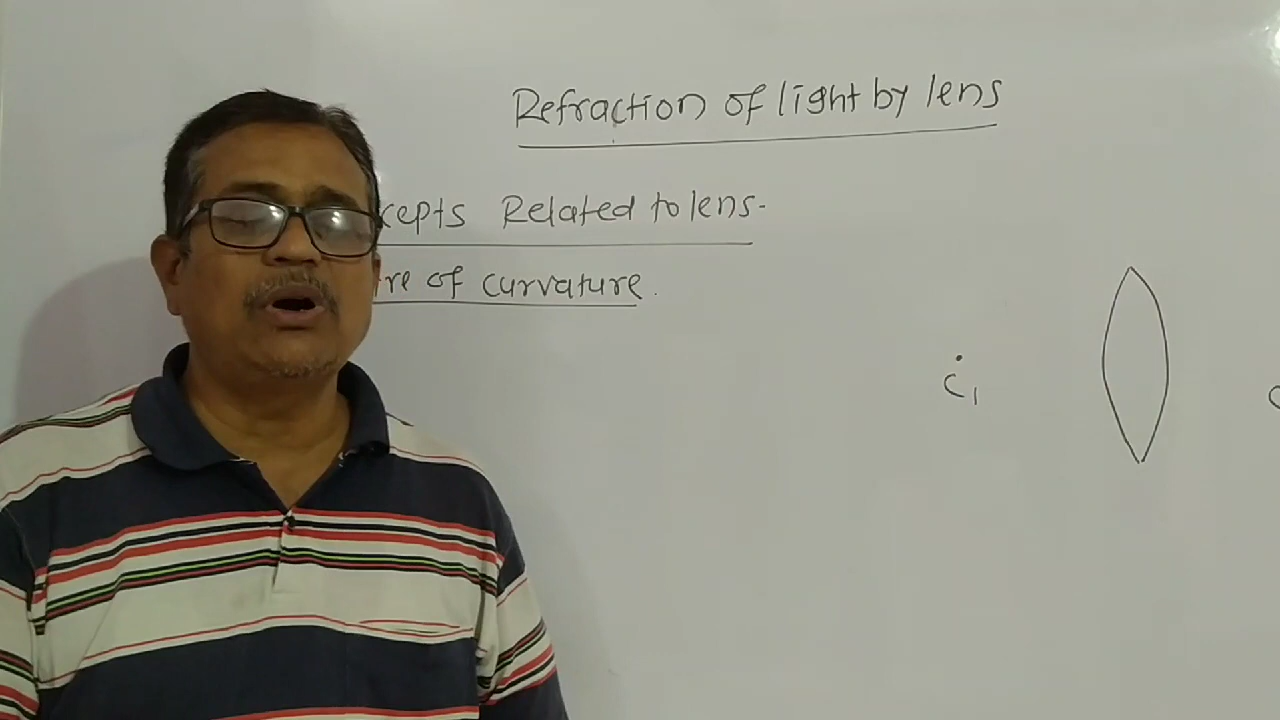 Refraction of light by lens
cepts Related to lens-
re of curvature.
C1